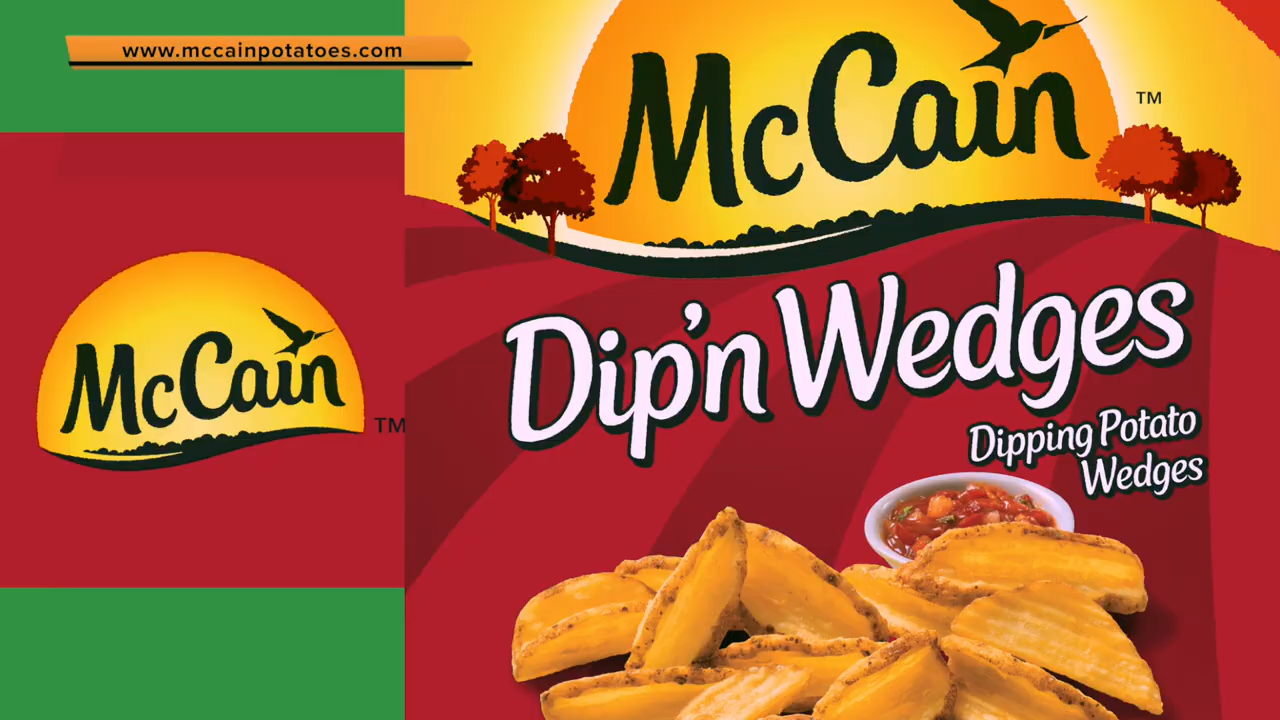 www.mccainpotatoes.com
McCain
TM
McCain
TM
Dip'n Wedges
Dipping Potato
Wedges